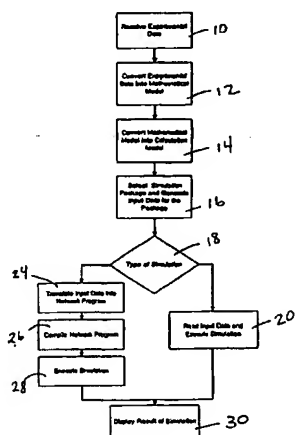 Receive Experimental
Data
10
Convert Experimental
Data into Mathematical
Model
12
Convert Mathematical
Model into Calculation
Model
14
Select Simulation
Package and Generate
Input Data for the
Package
16
Type of Simulation
18
24
Translate Input Data into
Network Program
26
Compile Network Program
28
Execute Simulation
Read Input Data and
Execute Simulation
20
Display Result of Simulation
30